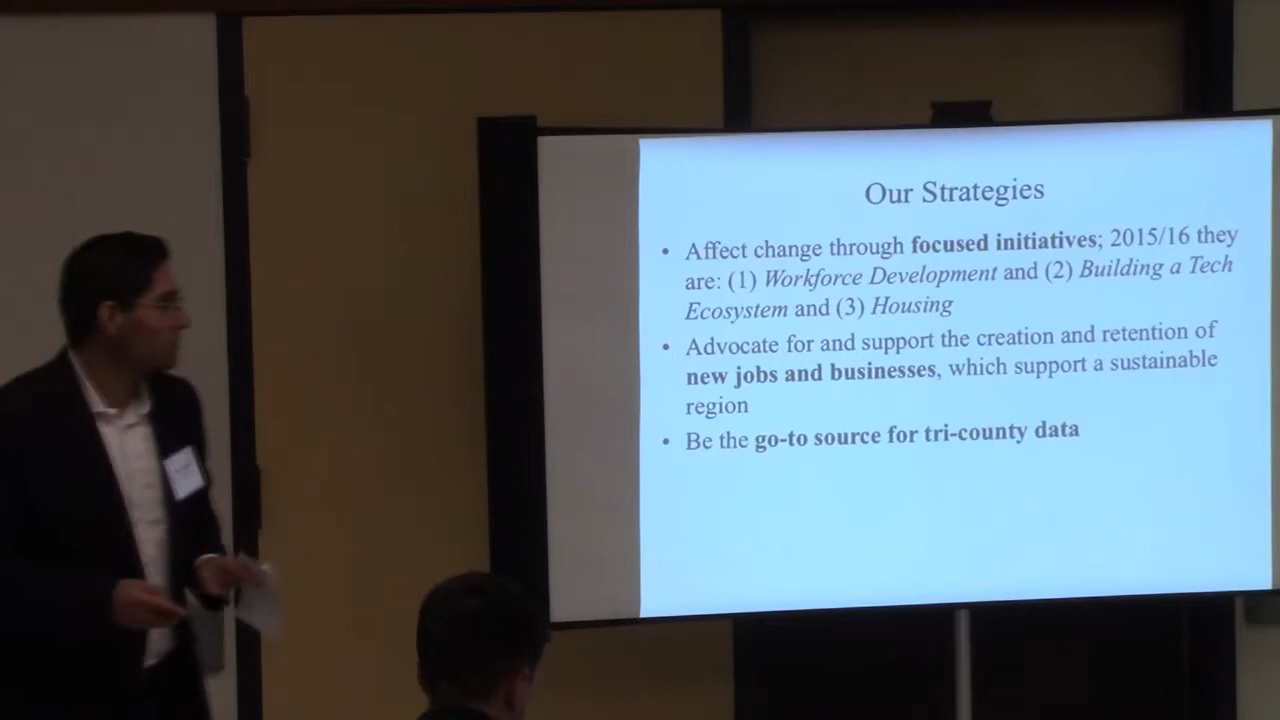 Our Strategies
• Affect change through focused initiatives; 2015/16 they
are: (1) Workforce Development and (2) Building a Tech
Ecosystem and (3) Housing
• Advocate for and support the creation and retention of
new jobs and businesses, which support a sustainable
region
• Be the go-to source for tri-county data